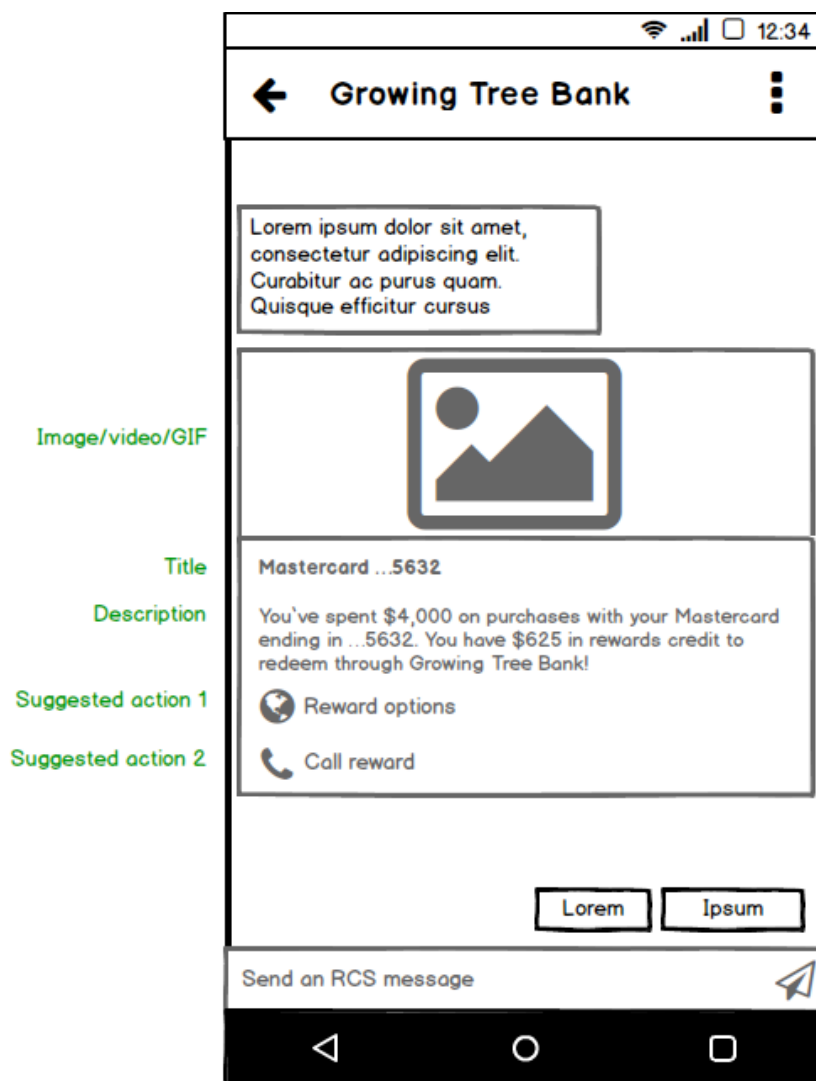 12:34
Growing Tree Bank
Lorem ipsum dolor sit amet,
consectetur adipiscing elit.
Curabitur ac purus quam.
Quisque efficitur cursus
Image/video/GIF
Title
Mastercard ...5632
Description
You've spent $4,000 on purchases with your Mastercard
ending in ...5632. You have $625 in rewards credit to
redeem through Growing Tree Bank!
Suggested action 1
Reward options
Suggested action 2
Call reward
Lorem
Ipsum
Send an RCS message